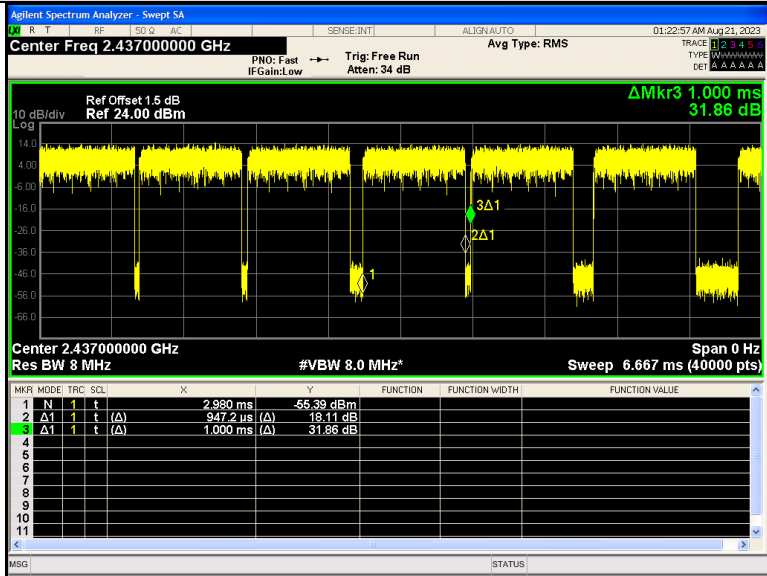 Agilent Spectrum Analyzer - Swept SA
LXI R T RF 50 Ω AC SENSE:INT ALIGN AUTO 01:22:57 AM Aug 21, 2023
Center Freq 2.437000000 GHz Avg Type: RMS TRACE 1 2 3 4 5 6
PNO: Fast Trig: Free Run TYPE WWWWWW
IFGain:Low Atten: 34 dB DET A A A A A A
ΔMkr3 1.000 ms
31.86 dB
Ref Offset 1.5 dB
10 dB/div Ref 24.00 dBm
Log
14.0
4.00
-6.00
-16.0
-26.0
-36.0
-46.0
-56.0
-66.0
3Δ1
2Δ1
1
Center 2.437000000 GHz Span 0 Hz
Res BW 8 MHz #VBW 8.0 MHz* Sweep 6.667 ms (40000 pts)
MKR MODE TRC SCL X Y FUNCTION FUNCTION WIDTH FUNCTION VALUE
1 N 1 t 2.980 ms -55.39 dBm
2 Δ1 1 t (Δ) 947.2 µs (Δ) 18.11 dB
3 Δ1 1 t (Δ) 1.000 ms (Δ) 31.86 dB
4
5
6
7
8
9
10
11
MSG STATUS